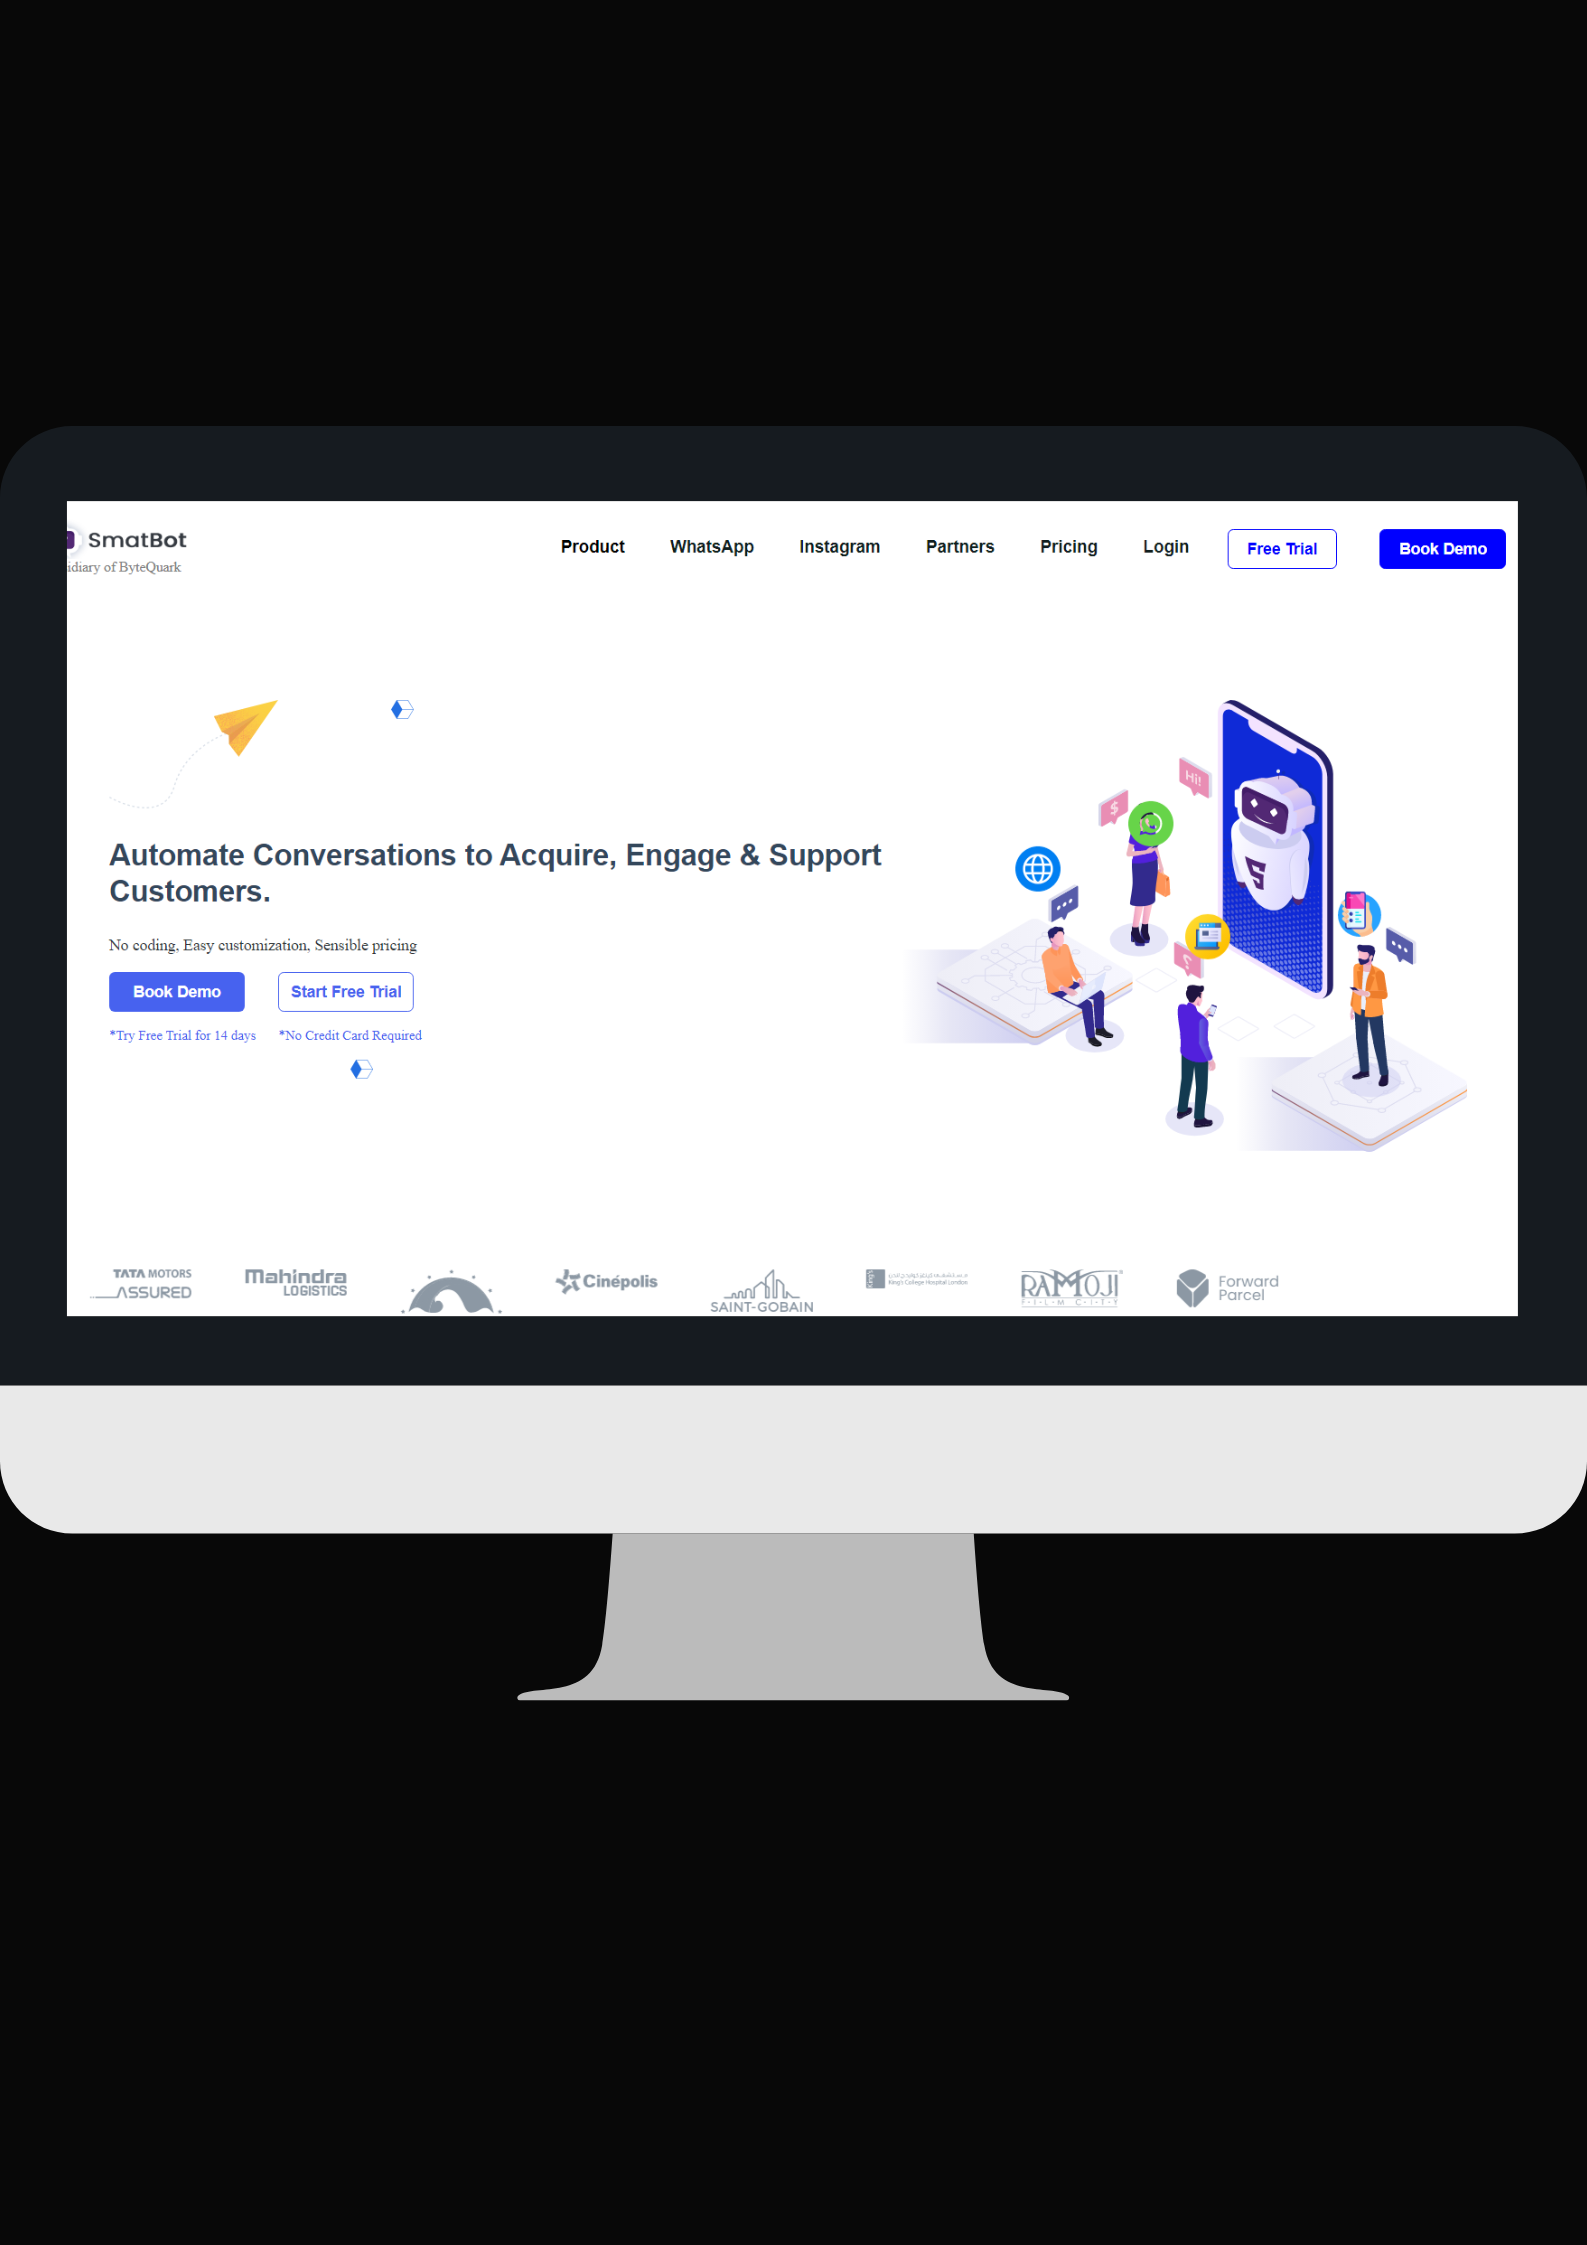 SmatBot
idiary of ByteQuark
Product WhatsApp Instagram Partners Pricing Login Free Trial Book Demo
Hi!
$
Automate Conversations to Acquire, Engage & Support
Customers.
No coding, Easy customization, Sensible pricing
?
Book Demo Start Free Trial
*Try Free Trial for 14 days *No Credit Card Required
TATA MOTORS
ASSURED
Mahindra
LOGISTICS
Cinépolis
SAINT-GOBAIN
King's
King's College Hospital London
RAMOJI
FILM CITY
Forward
Parcel